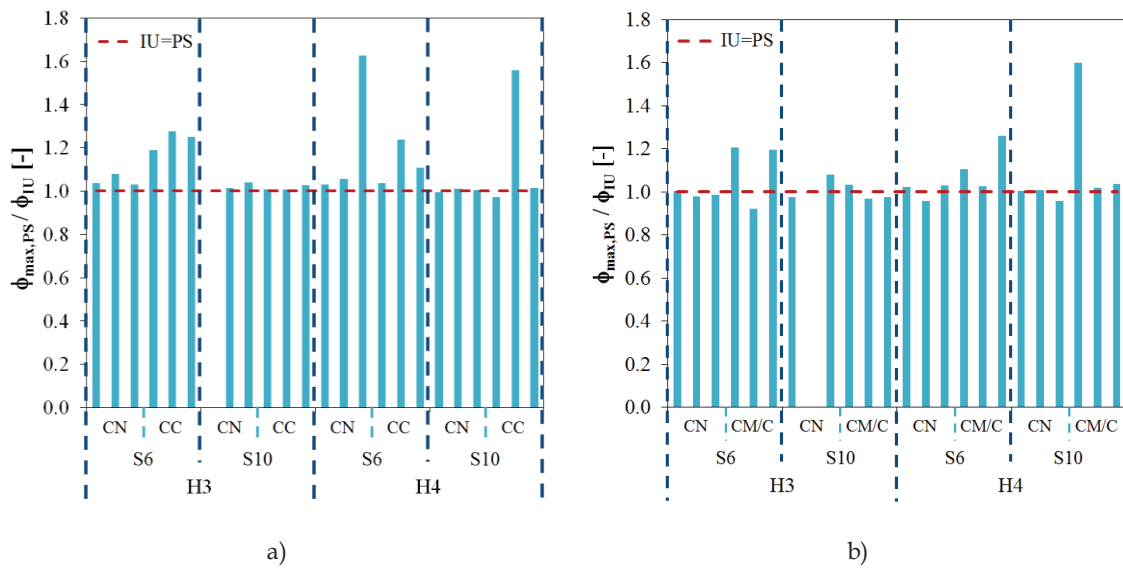 1.8
1.6
1.4
1.2
1.0
0.8
0.6
0.4
0.2
0.0
ϕmax,PS / ϕIU [-]
IU=PS
CN CC CN CC CN CC CN CC
S6 S10 S6 S10
H3 H4
a)
1.8
1.6
1.4
1.2
1.0
0.8
0.6
0.4
0.2
0.0
ϕmax,PS / ϕIU [-]
IU=PS
CN CM/C CN CM/C CN CM/C CN CM/C
S6 S10 S6 S10
H3 H4
b)